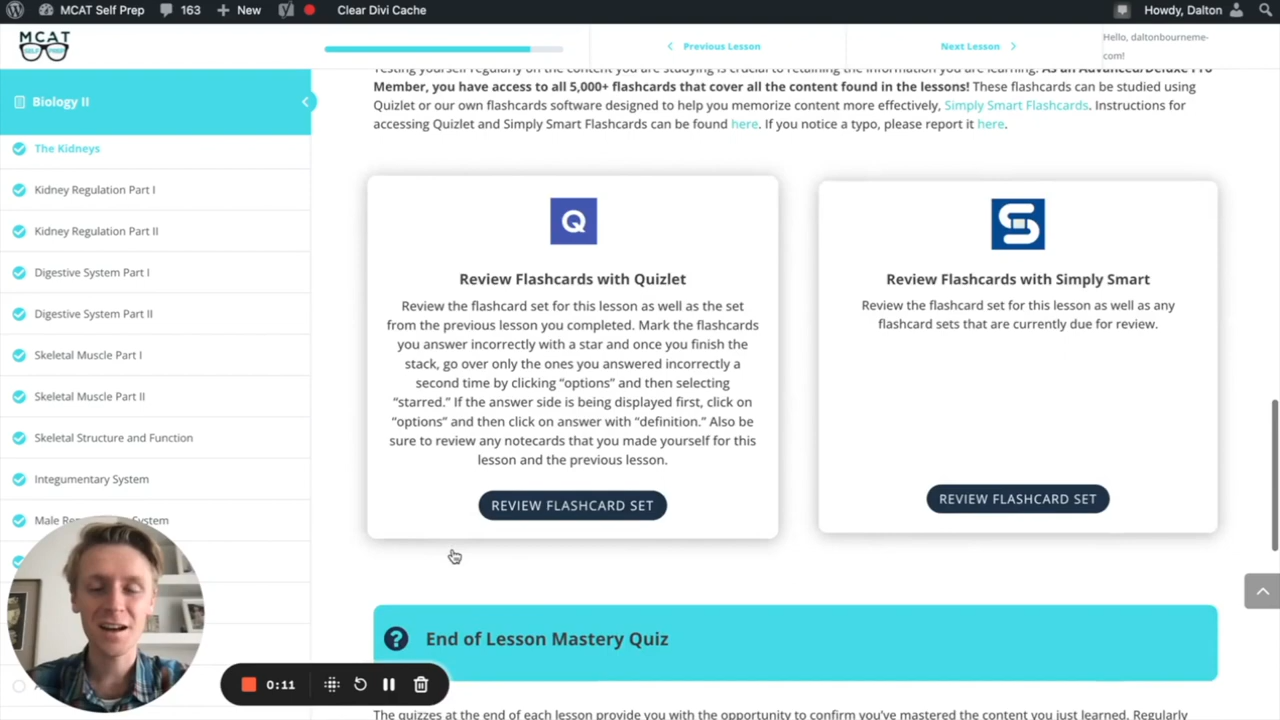 MCAT Self Prep 163 New Clear Divi Cache Howdy, Dalton
MCAT
SELF PREP
Previous Lesson
Next Lesson
Hello, daltonbourneme-
com!
Biology II
The Kidneys
Kidney Regulation Part I
Kidney Regulation Part II
Digestive System Part I
Digestive System Part II
Skeletal Muscle Part I
Skeletal Muscle Part II
Skeletal Structure and Function
Integumentary System
Testing yourself regularly on the content you are studying is crucial to retaining the information you are learning. As an Advanced/Deluxe Pro
Member, you have access to all 5,000+ flashcards that cover all the content found in the lessons! These flashcards can be studied using
Quizlet or our own flashcards software designed to help you memorize content more effectively, Simply Smart Flashcards. Instructions for
accessing Quizlet and Simply Smart Flashcards can be found here. If you notice a typo, please report it here.
Q
Review Flashcards with Quizlet
Review the flashcard set for this lesson as well as the set
from the previous lesson you completed. Mark the flashcards
you answer incorrectly with a star and once you finish the
stack, go over only the ones you answered incorrectly a
second time by clicking “options” and then selecting
“starred.” If the answer side is being displayed first, click on
“options” and then click on answer with “definition.” Also be
sure to review any notecards that you made yourself for this
lesson and the previous lesson.
REVIEW FLASHCARD SET
S
Review Flashcards with Simply Smart
Review the flashcard set for this lesson as well as any
flashcard sets that are currently due for review.
REVIEW FLASHCARD SET
? End of Lesson Mastery Quiz
The quizzes at the end of each lesson provide you with the opportunity to confirm you've mastered the content you just learned. Regularly
Male System
0:11